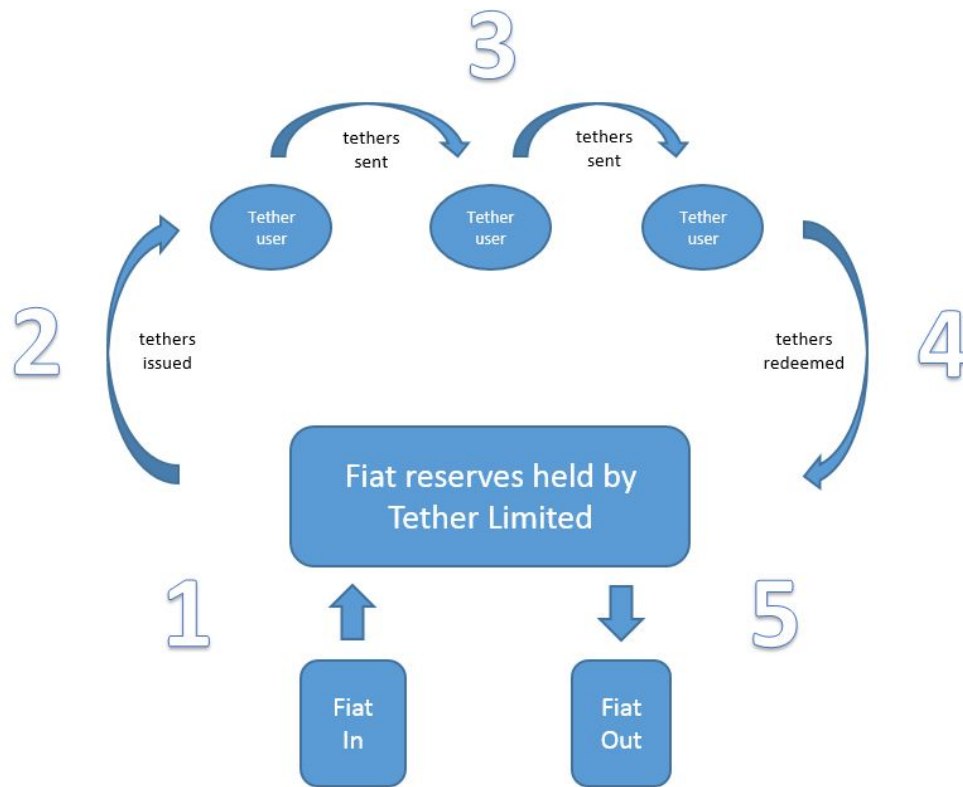 3
tethers
sent
tethers
sent
Tether
user
Tether
user
Tether
user
2
tethers
issued
tethers
redeemed
4
Fiat reserves held by
Tether Limited
1
5
Fiat
In
Fiat
Out